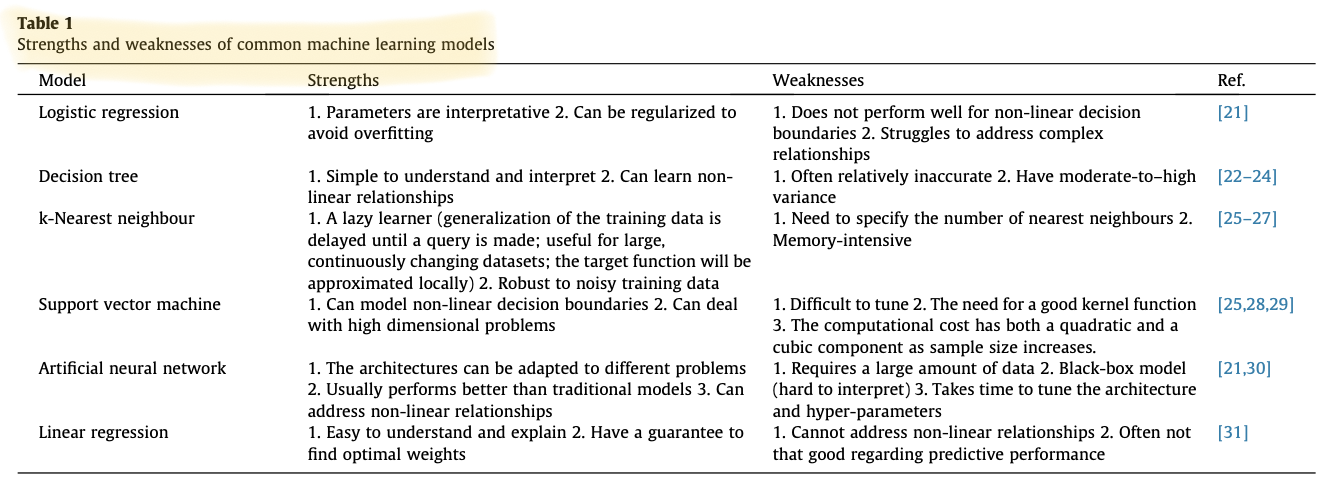 Table 1
Strengths and weaknesses of common machine learning models
Model Strengths Weaknesses Ref.
Logistic regression 1. Parameters are interpretative 2. Can be regularized to 1. Does not perform well for non-linear decision [21]
avoid overfitting boundaries 2. Struggles to address complex
relationships
Decision tree 1. Simple to understand and interpret 2. Can learn non- 1. Often relatively inaccurate 2. Have moderate-to–high [22–24]
linear relationships variance
k-Nearest neighbour 1. A lazy learner (generalization of the training data is 1. Need to specify the number of nearest neighbours 2. [25–27]
delayed until a query is made; useful for large, Memory-intensive
continuously changing datasets; the target function will be
approximated locally) 2. Robust to noisy training data
Support vector machine 1. Can model non-linear decision boundaries 2. Can deal 1. Difficult to tune 2. The need for a good kernel function [25,28,29]
with high dimensional problems 3. The computational cost has both a quadratic and a
cubic component as sample size increases.
Artificial neural network 1. The architectures can be adapted to different problems 1. Requires a large amount of data 2. Black-box model [21,30]
2. Usually performs better than traditional models 3. Can (hard to interpret) 3. Takes time to tune the architecture
address non-linear relationships and hyper-parameters
Linear regression 1. Easy to understand and explain 2. Have a guarantee to 1. Cannot address non-linear relationships 2. Often not [31]
find optimal weights that good regarding predictive performance